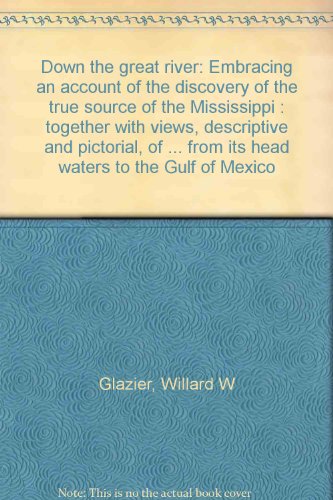 Down the great river: Embracing
an account of the discovery of the
true source of the Mississippi :
together with views, descriptive
and pictorial, of ... from its head
waters to the Gulf of Mexico
Glazier, Willard W
Note: This is no the actual book cover